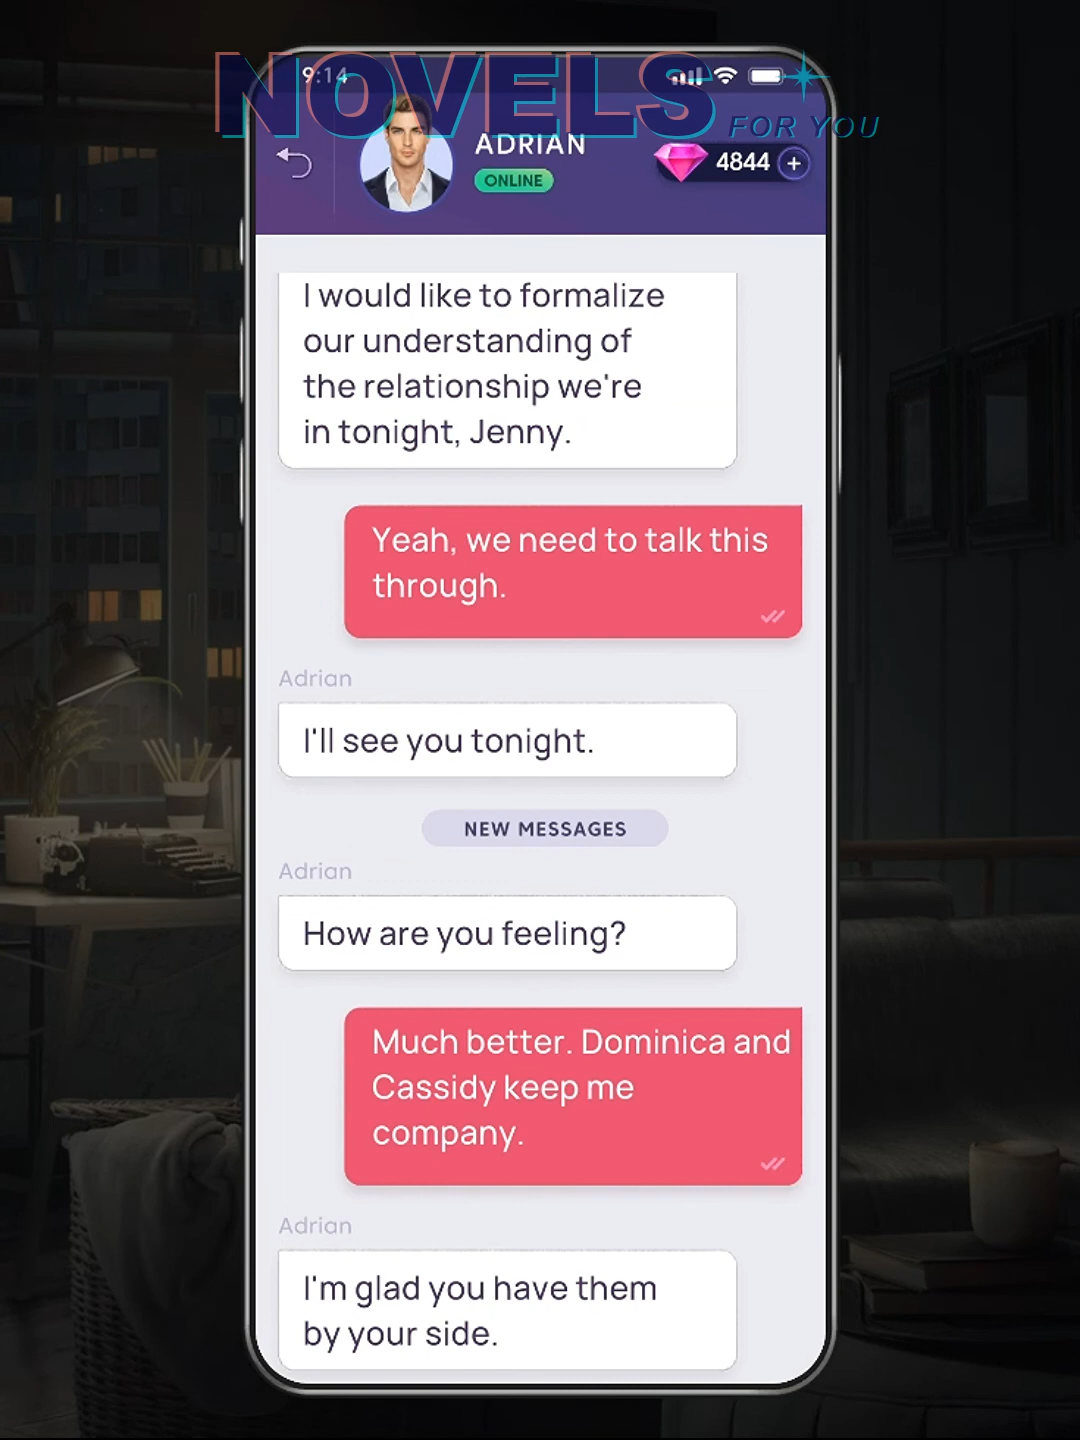 NOVELS
FOR YOU
9:14
ADRIAN
ONLINE
4844 +
I would like to formalize
our understanding of
the relationship we're
in tonight, Jenny.
Yeah, we need to talk this
through.
Adrian
I'll see you tonight.
NEW MESSAGES
Adrian
How are you feeling?
Much better. Dominica and
Cassidy keep me
company.
Adrian
I'm glad you have them
by your side.